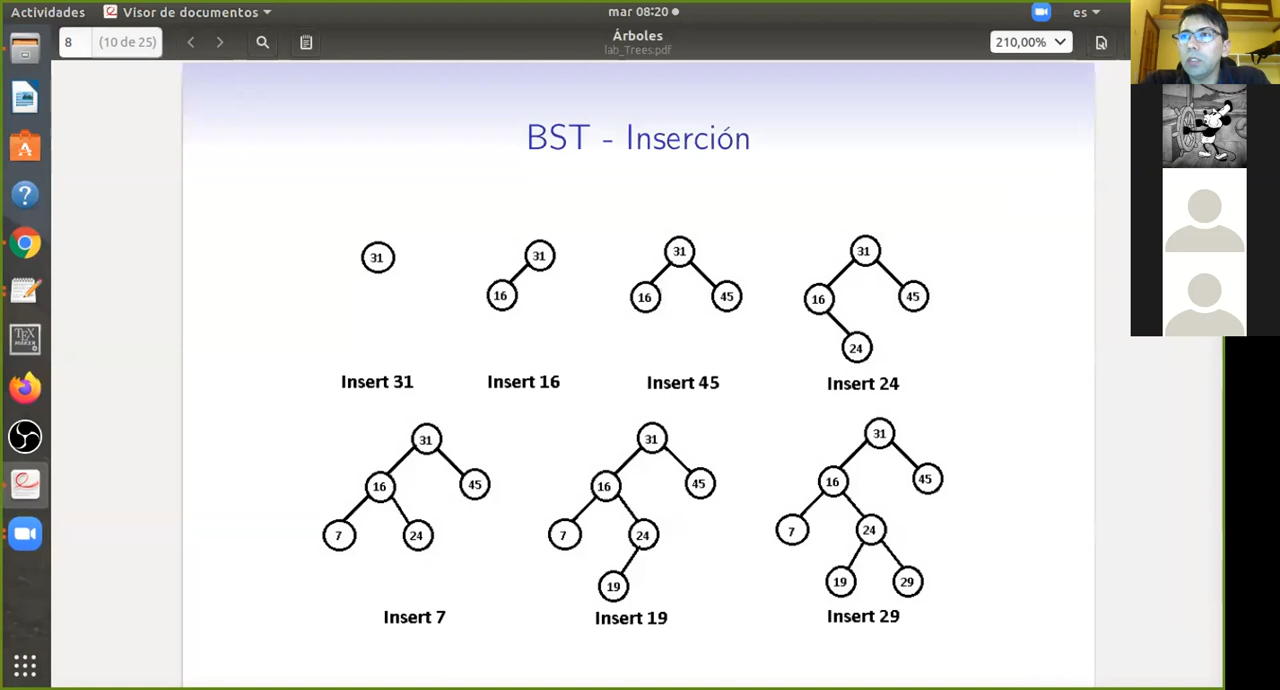 Actividades
Visor de documentos
mar 08:20
es
8
(10 de 25)
Árboles
lab_Trees.pdf
210,00%
BST - Inserción
31
31
16
31
16
45
31
16
45
24
Insert 31
Insert 16
Insert 45
Insert 24
31
16
45
7
24
31
16
45
7
24
19
31
16
45
7
24
19
29
Insert 7
Insert 19
Insert 29
TEX
MAKER